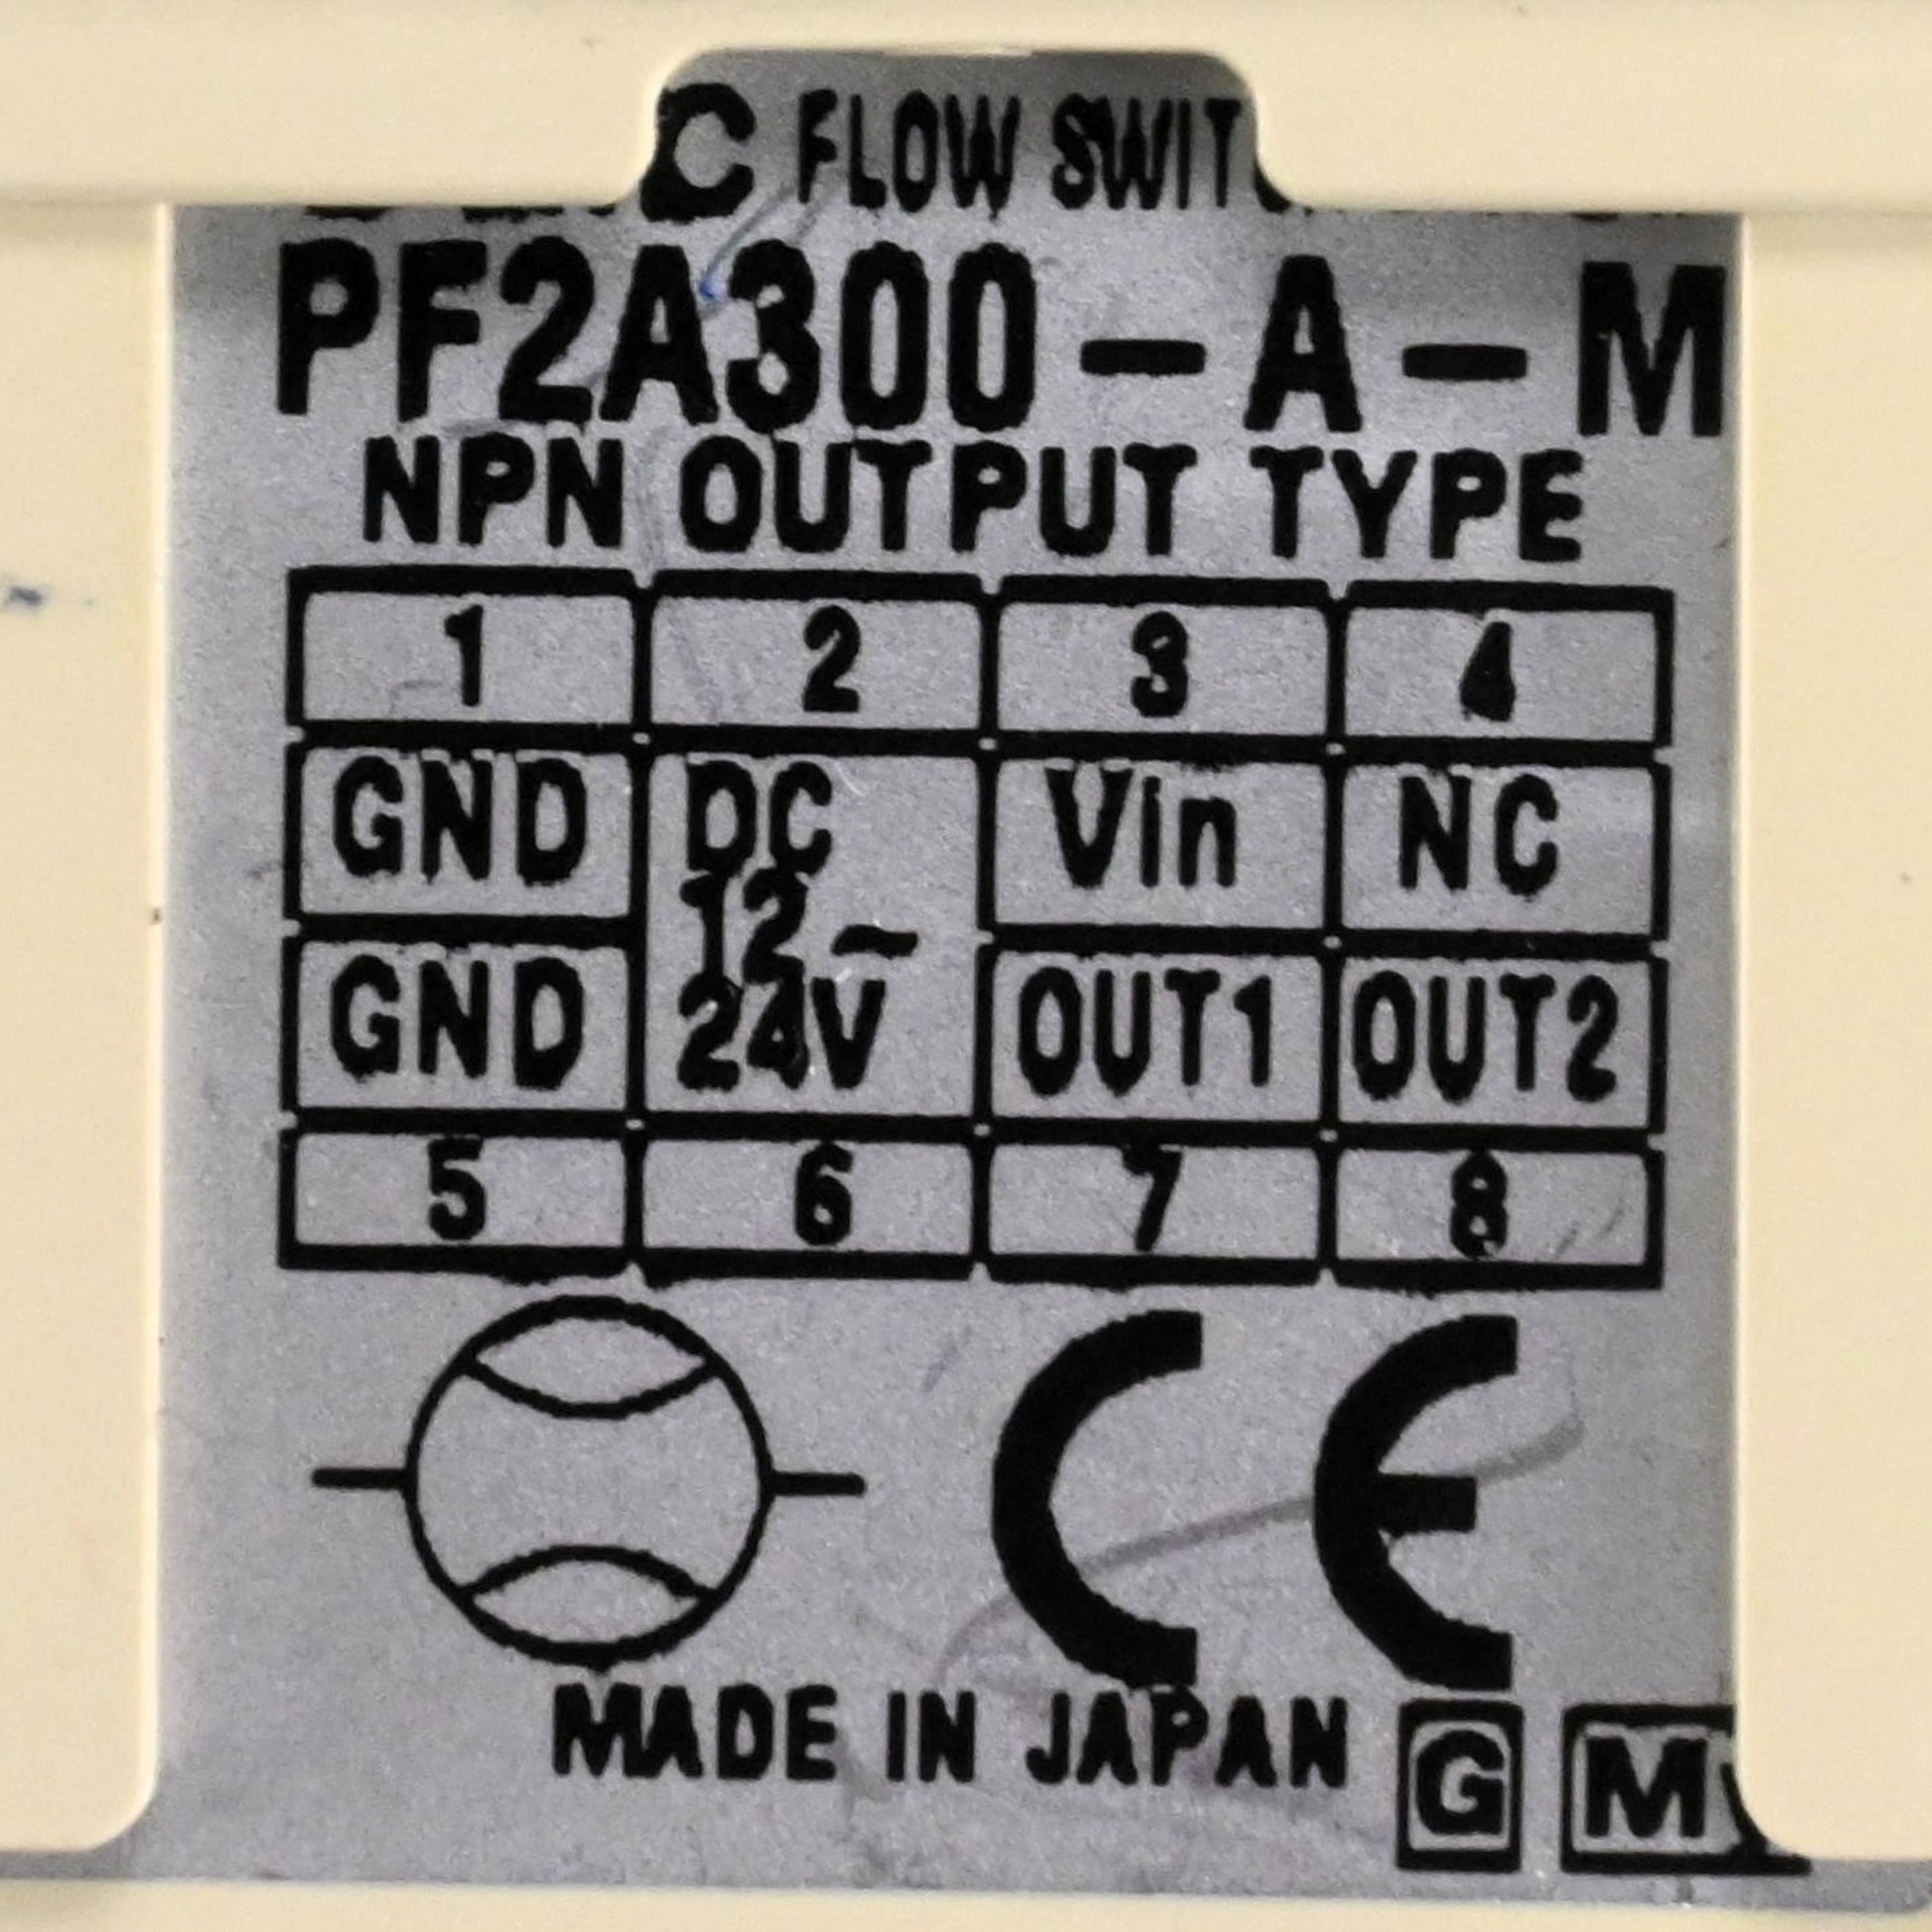 FLOW SWIT
PF2A300-A-M
NPN OUTPUT TYPE
1 2 3 4
GND DC 12~24V Vin NC
GND OUT1 OUT2
5 6 7 8
CE
MADE IN JAPAN G M